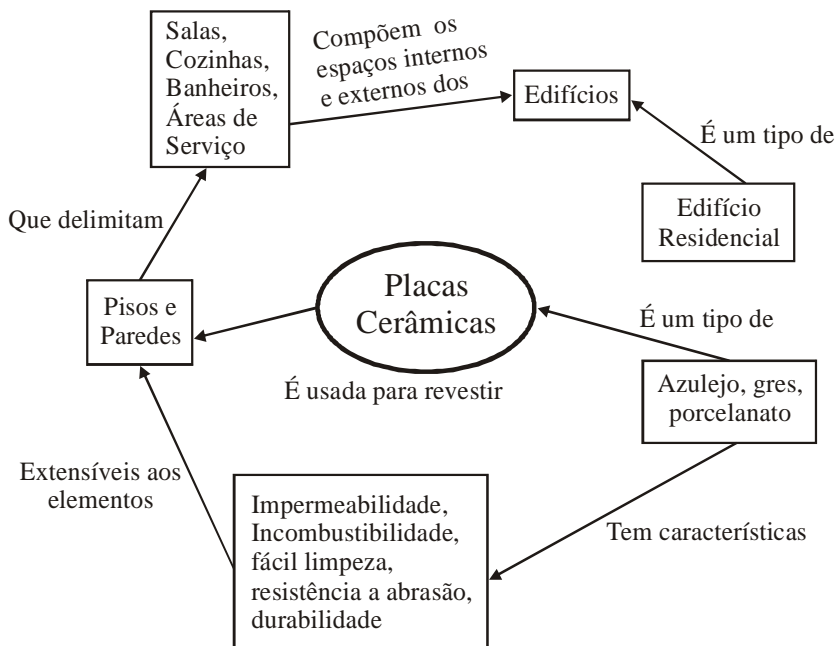 Salas,
Cozinhas,
Banheiros,
Áreas de
Serviço
Compõem os
espaços internos
e externos dos
Edifícios
É um tipo de
Edifício
Residencial
Que delimitam
Pisos e
Paredes
Placas
Cerâmicas
É usada para revestir
É um tipo de
Azulejo, gres,
porcelanato
Extensíveis aos
elementos
Impermeabilidade,
Incombustibilidade,
fácil limpeza,
resistência a abrasão,
durabilidade
Tem características